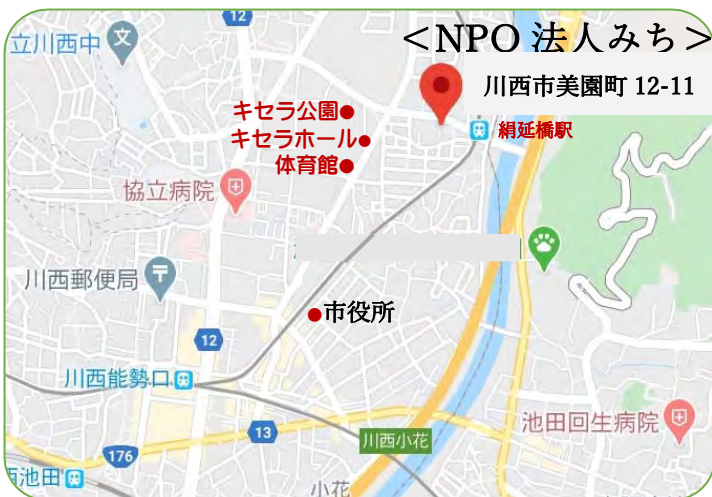 12
立川西中
文
<NPO 法人みち>
川西市美園町 12-11
キセラ公園●
絹延橋駅
キセラホール●
体育館●
協立病院
川西郵便局
●市役所
12
川西能勢口
池田回生病院
13
川西小花
176
西池田
小花